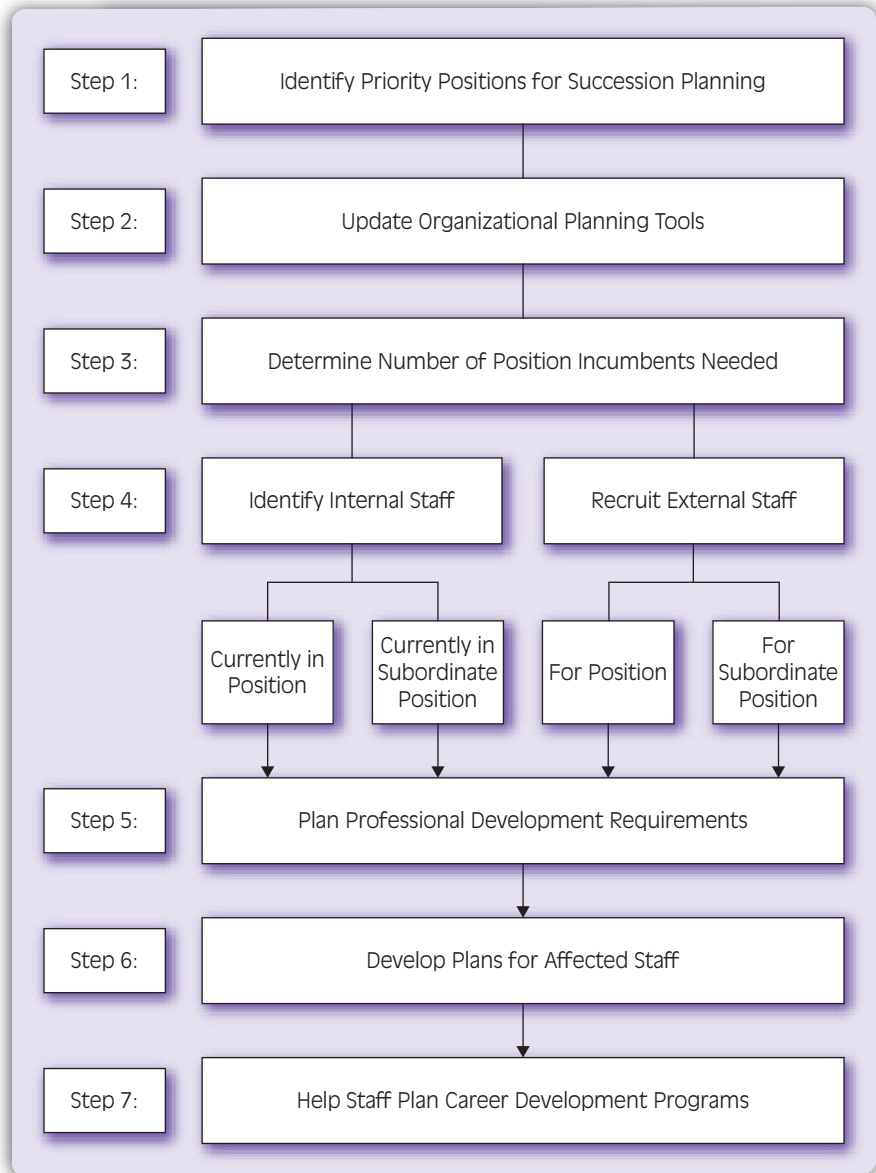 Step 1:
Identify Priority Positions for Succession Planning
Step 2:
Update Organizational Planning Tools
Step 3:
Determine Number of Position Incumbents Needed
Step 4:
Identify Internal Staff
Recruit External Staff
Currently in
Position
Currently in
Subordinate
Position
For Position
For
Subordinate
Position
Step 5:
Plan Professional Development Requirements
Step 6:
Develop Plans for Affected Staff
Step 7:
Help Staff Plan Career Development Programs